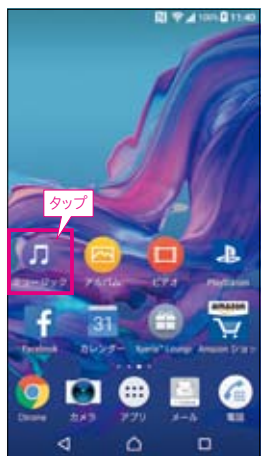 100% 11:40
タップ
ミュージック アルバム ビデオ PlayStation
amazon
31
Facebook カレンダー Xperia™ Lounge Amazon ショッ
Chrome カメラ アプリ メール 電話